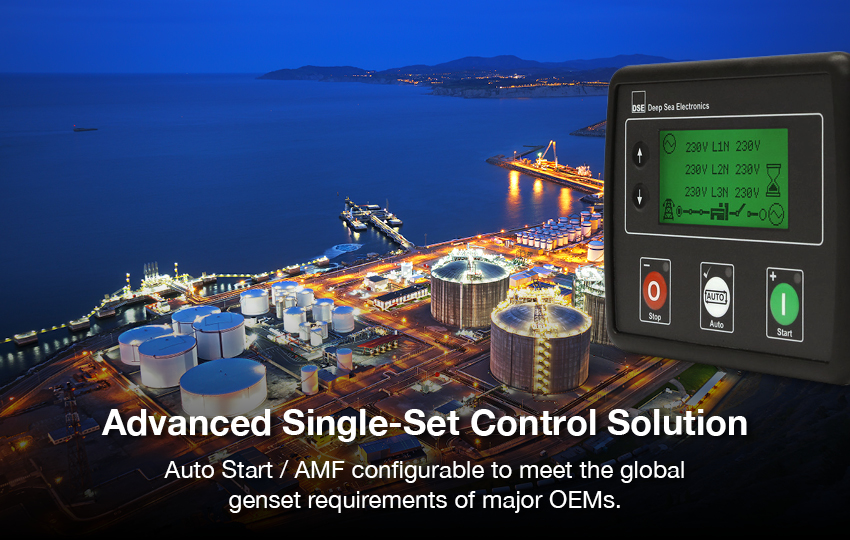 DSE Deep Sea Electronics
230V L1N 230V
230V L2N 230V
230V L3N 230V
Stop
AUTO
Auto
Start
Advanced Single-Set Control Solution
Auto Start / AMF configurable to meet the global
genset requirements of major OEMs.